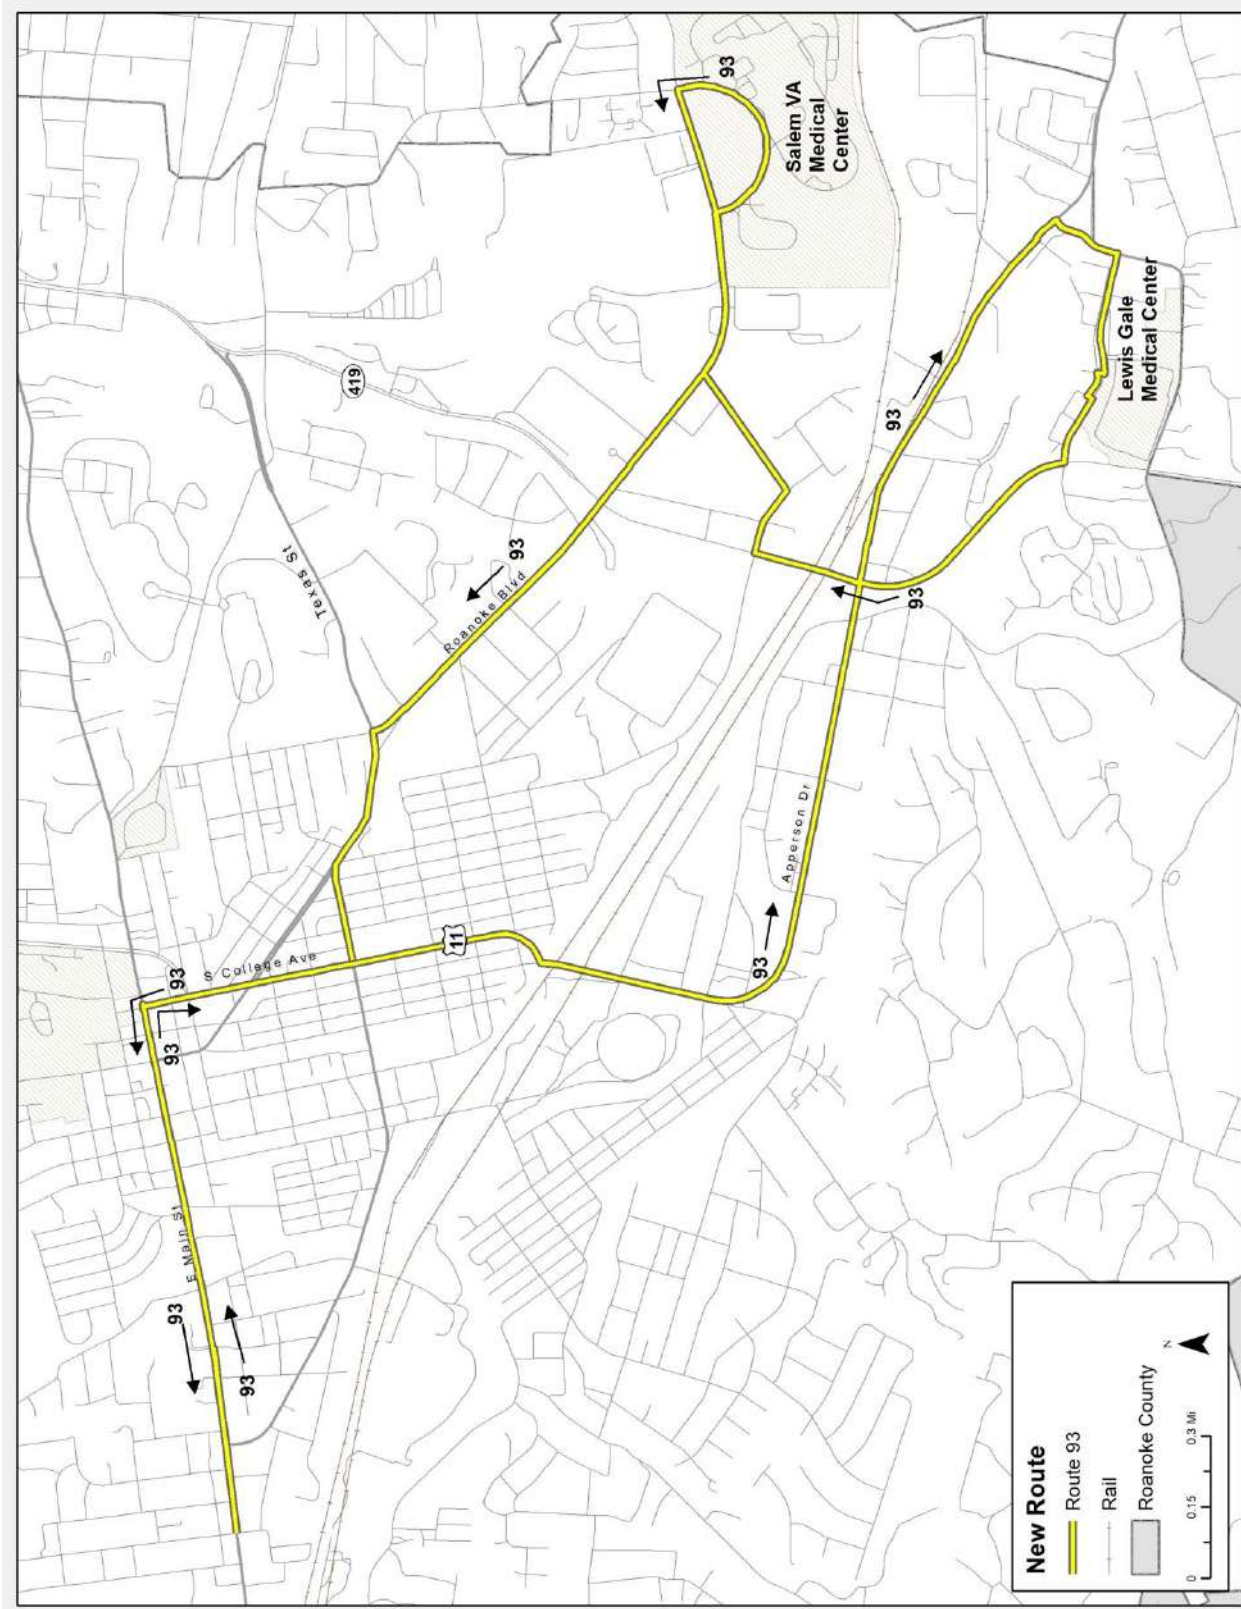 93
Salem VA
Medical
Center
419
Texas St
93
Roanoke Blvd
93
Lewis Gale
Medical Center
93
Apperson Dr
93
11
S College Ave
93
93
E Main St
93
93
New Route
Route 93
Rail
Roanoke County
0 0.15 0.3 Mi
N